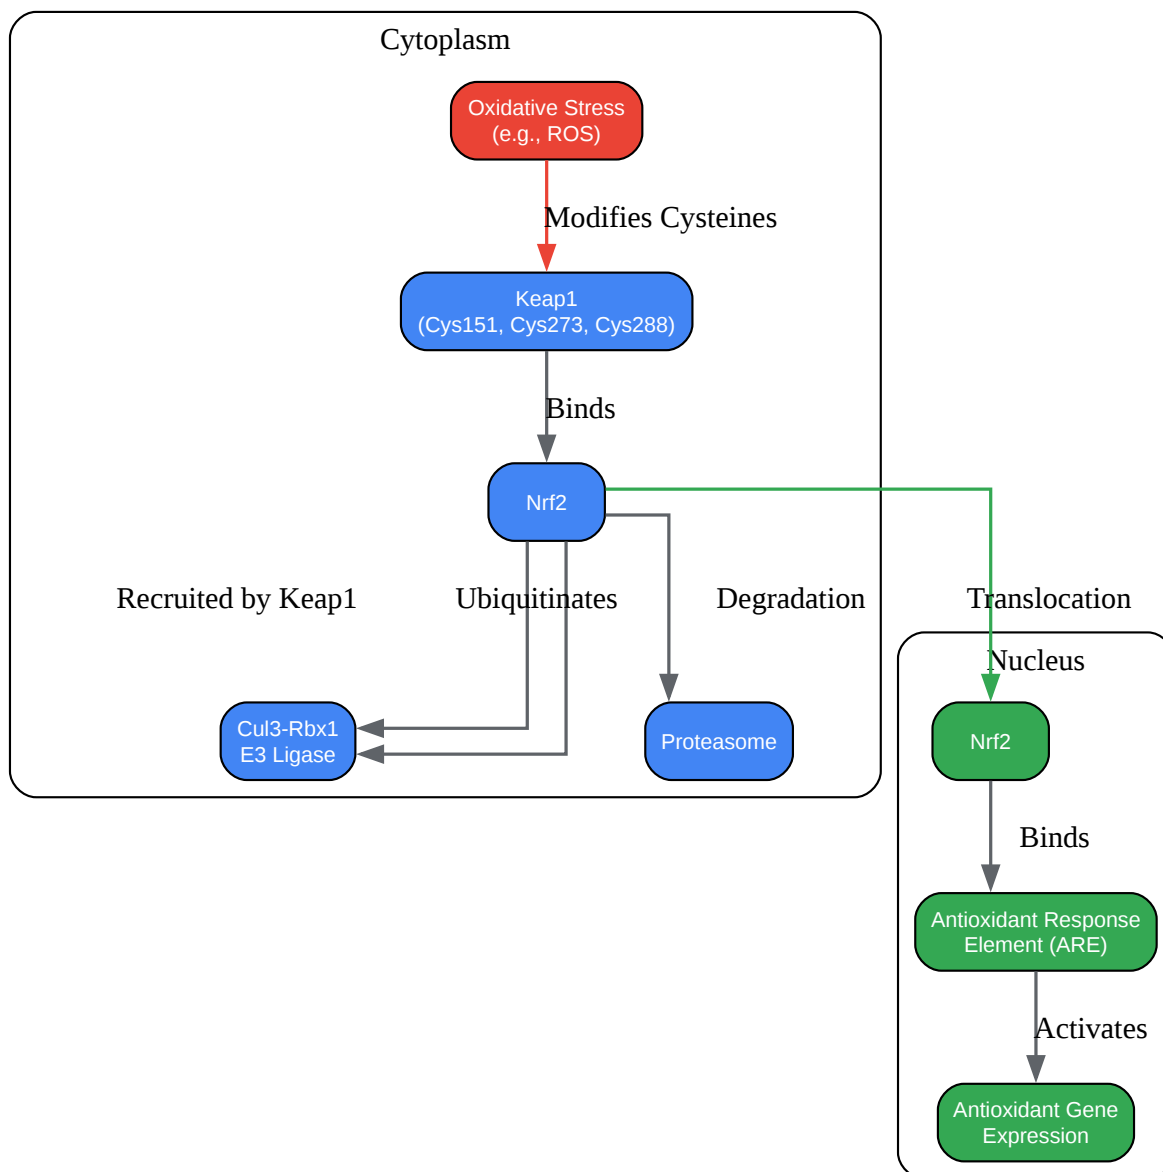 Cytoplasm
Oxidative Stress
(e.g., ROS)
Modifies Cysteines
Keap1
(Cys151, Cys273, Cys288)
Binds
Nrf2
Recruited by Keap1
Ubiquitinates
Degradation
Translocation
Nucleus
Cul3-Rbx1
E3 Ligase
Proteasome
Nrf2
Binds
Antioxidant Response
Element (ARE)
Activates
Antioxidant Gene
Expression